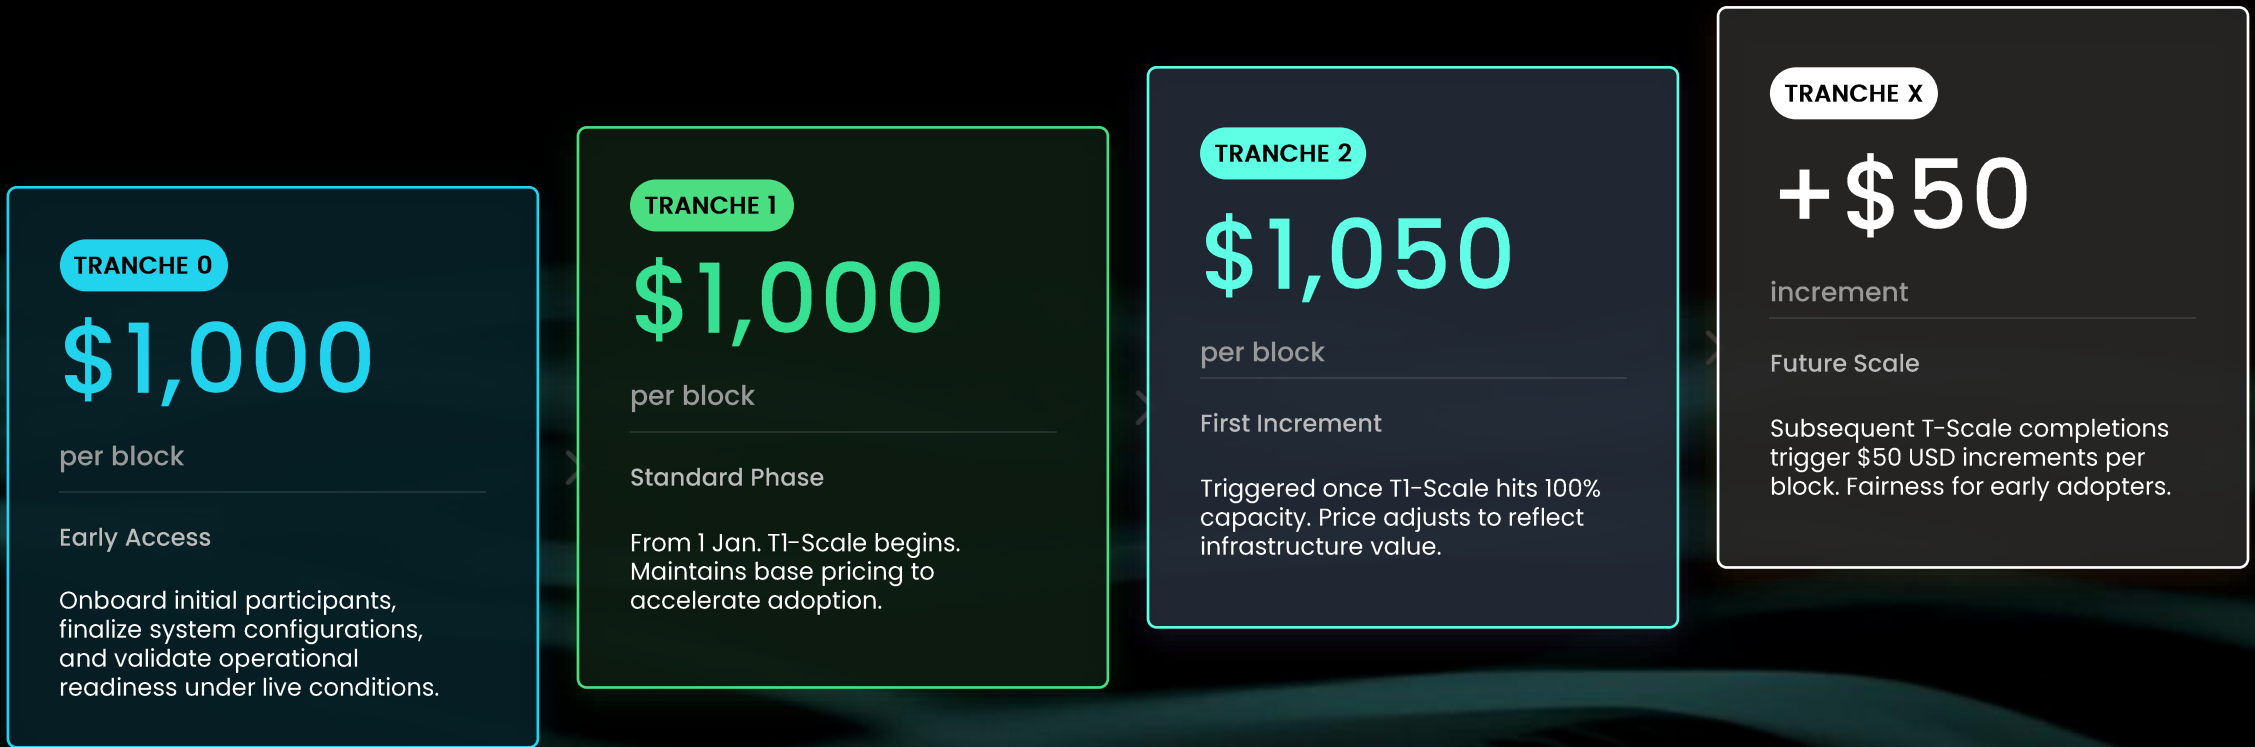 TRANCHE 0
$1,000
per block
Early Access
Onboard initial participants,
finalize system configurations,
and validate operational
readiness under live conditions.
TRANCHE 1
$1,000
per block
Standard Phase
From 1 Jan. T1-Scale begins.
Maintains base pricing to
accelerate adoption.
TRANCHE 2
$1,050
per block
First Increment
Triggered once T1-Scale hits 100%
capacity. Price adjusts to reflect
infrastructure value.
TRANCHE X
+$50
increment
Future Scale
Subsequent T-Scale completions
trigger $50 USD increments per
block. Fairness for early adopters.